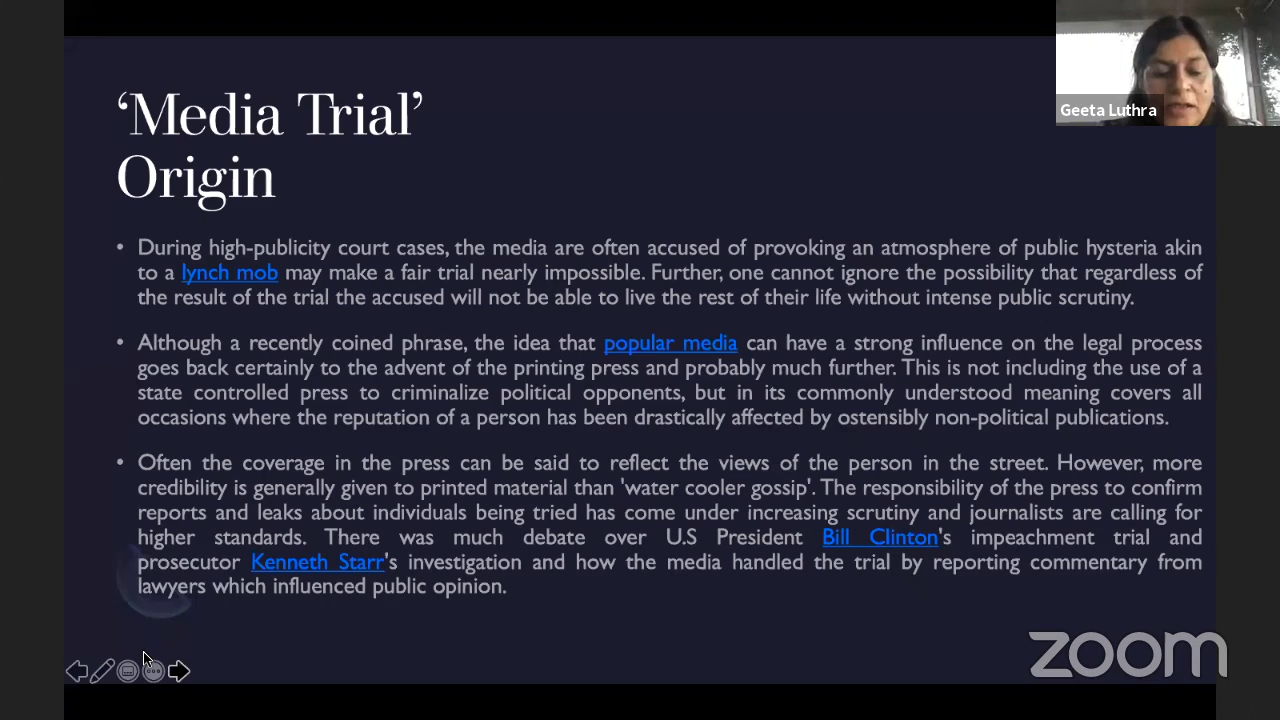 Geeta Luthra
‘Media Trial’
Origin
• During high-publicity court cases, the media are often accused of provoking an atmosphere of public hysteria akin
to a lynch mob may make a fair trial nearly impossible. Further, one cannot ignore the possibility that regardless of
the result of the trial the accused will not be able to live the rest of their life without intense public scrutiny.
• Although a recently coined phrase, the idea that popular media can have a strong influence on the legal process
goes back certainly to the advent of the printing press and probably much further. This is not including the use of a
state controlled press to criminalize political opponents, but in its commonly understood meaning covers all
occasions where the reputation of a person has been drastically affected by ostensibly non-political publications.
• Often the coverage in the press can be said to reflect the views of the person in the street. However, more
credibility is generally given to printed material than 'water cooler gossip'. The responsibility of the press to confirm
reports and leaks about individuals being tried has come under increasing scrutiny and journalists are calling for
higher standards. There was much debate over U.S President Bill Clinton's impeachment trial and
prosecutor Kenneth Starr's investigation and how the media handled the trial by reporting commentary from
lawyers which influenced public opinion.
zoom